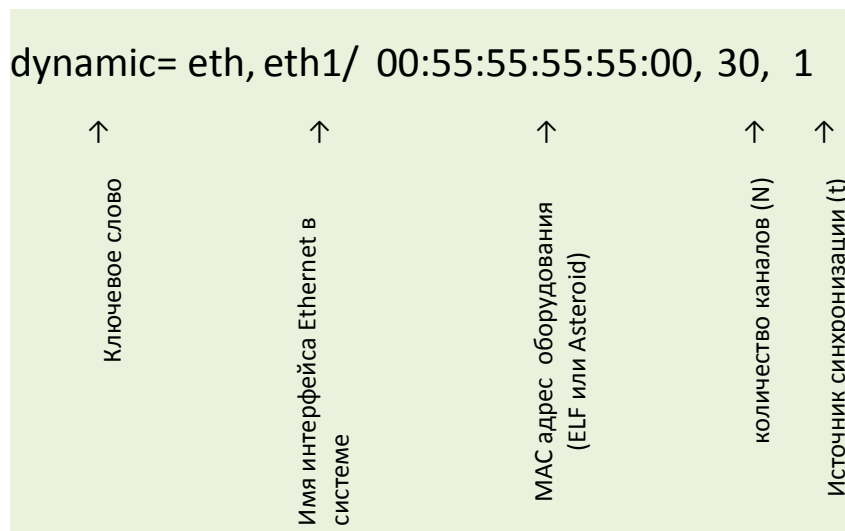 dynamic= eth, eth1/ 00:55:55:55:55:00, 30, 1
↑ ↑ ↑ ↑ ↑
Ключевое слово
Имя интерфейса Ethernet в
системе
MAC адрес оборудования
(ELF или Asteroid)
количество каналов (N)
Источник синхронизации (t)